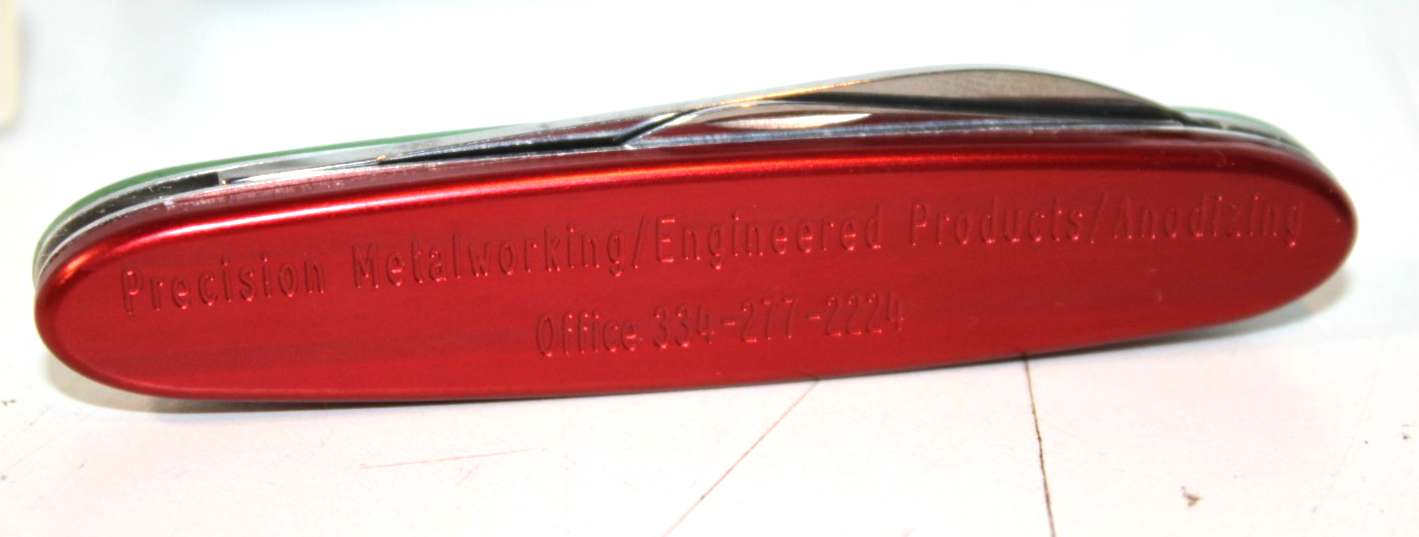 Precision Metalworking/Engineered Products/Anodizing
Office 334-277-2224